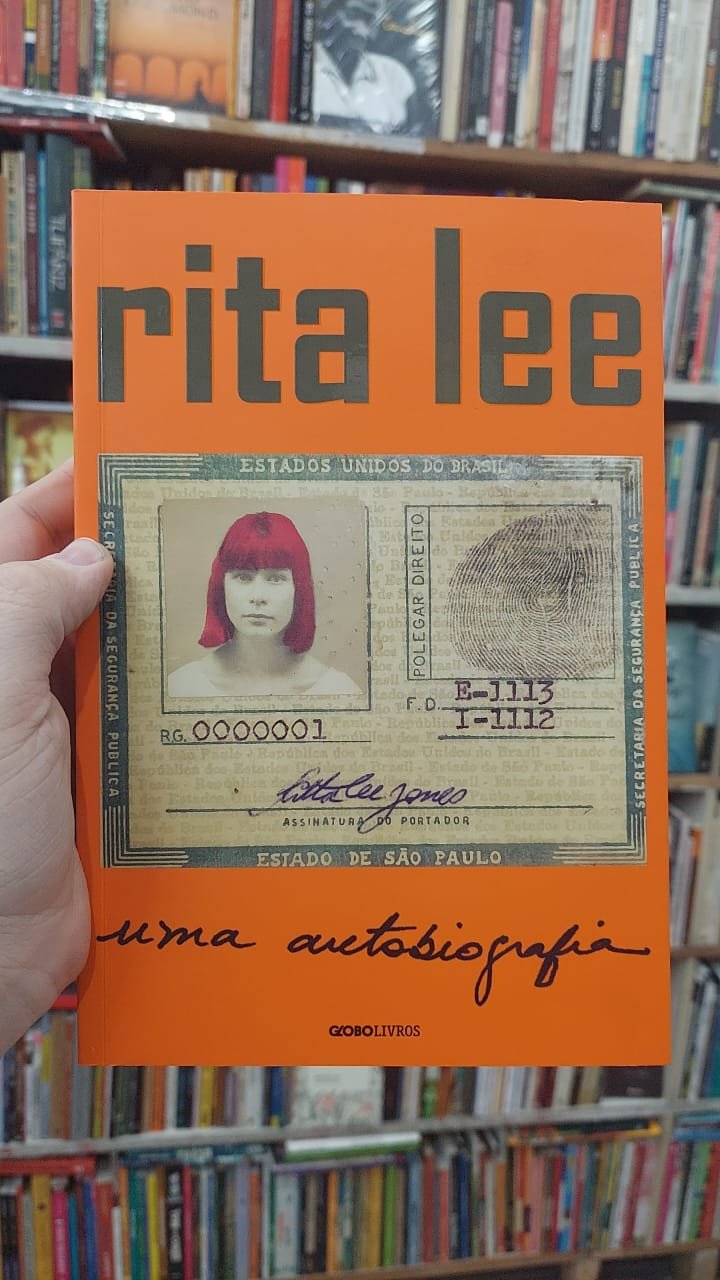 rita lee
ESTADOS UNIDOS DO BRASIL
SECRETARIA DA SEGURANÇA PUBLICA
POLEGAR DIREITO
SECRETARIA DA SEGURANÇA PUBLICA
F.D. E-1113
I-1112
R.G. 0000001
Rita Lee Jones
ASSINATURA DO PORTADOR
ESTADO DE SÃO PAULO
uma autobiografia
GLOBOLIVROS